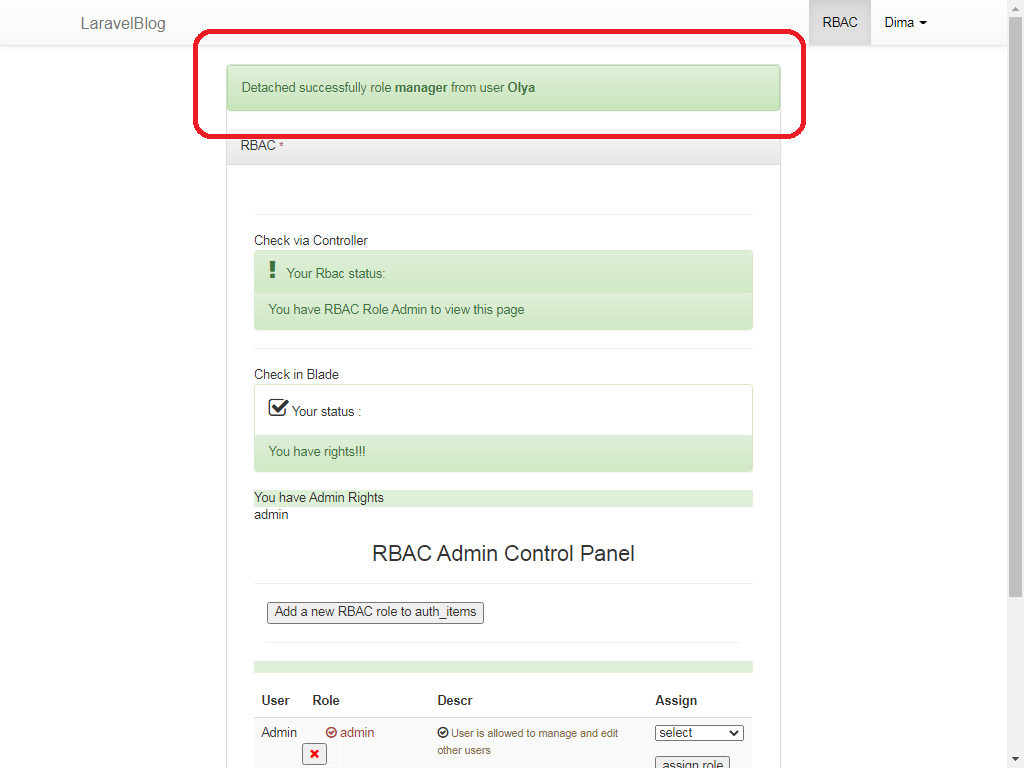 LaravelBlog
RBAC
Dima
Detached successfully role manager from user Olya
RBAC *
Check via Controller
! Your Rbac status:
You have RBAC Role Admin to view this page
Check in Blade
Your status :
You have rights!!!
You have Admin Rights
admin
RBAC Admin Control Panel
Add a new RBAC role to auth_items
User Role Descr Assign
Admin admin User is allowed to manage and edit select
other users
assign role